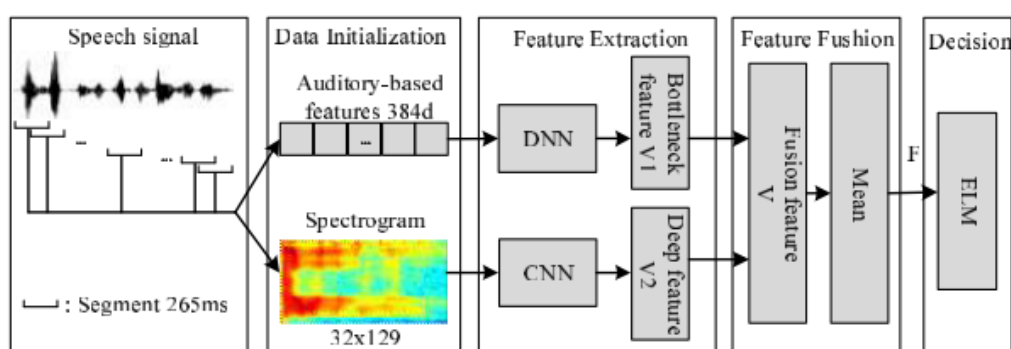 Speech signal
...
...
: Segment 265ms
Data Initialization
Auditory-based
features 384d
...
Spectrogram
32x129
Feature Extraction
DNN
Bottleneck
feature V1
CNN
Deep feature
V2
Feature Fushion
Fusion feature
V
Mean
F
Decision
ELM